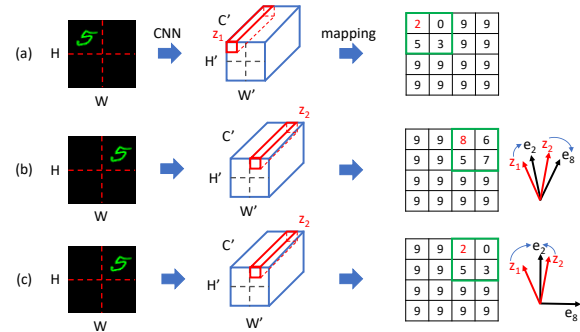 C' CNN mapping
(a) H 5 z₁ H'
W W'
2 0 9 9
5 3 9 9
9 9 9 9
9 9 9 9
z₂
C'
(b) H 5 H'
W W'
9 9 8 6
9 9 5 7
9 9 9 9
9 9 9 9
z₁ e₂ z₂ e₈
z₂
C'
(c) H 5 H'
W W'
9 9 2 0
9 9 5 3
9 9 9 9
9 9 9 9
z₁ e₂ z₂
e₈